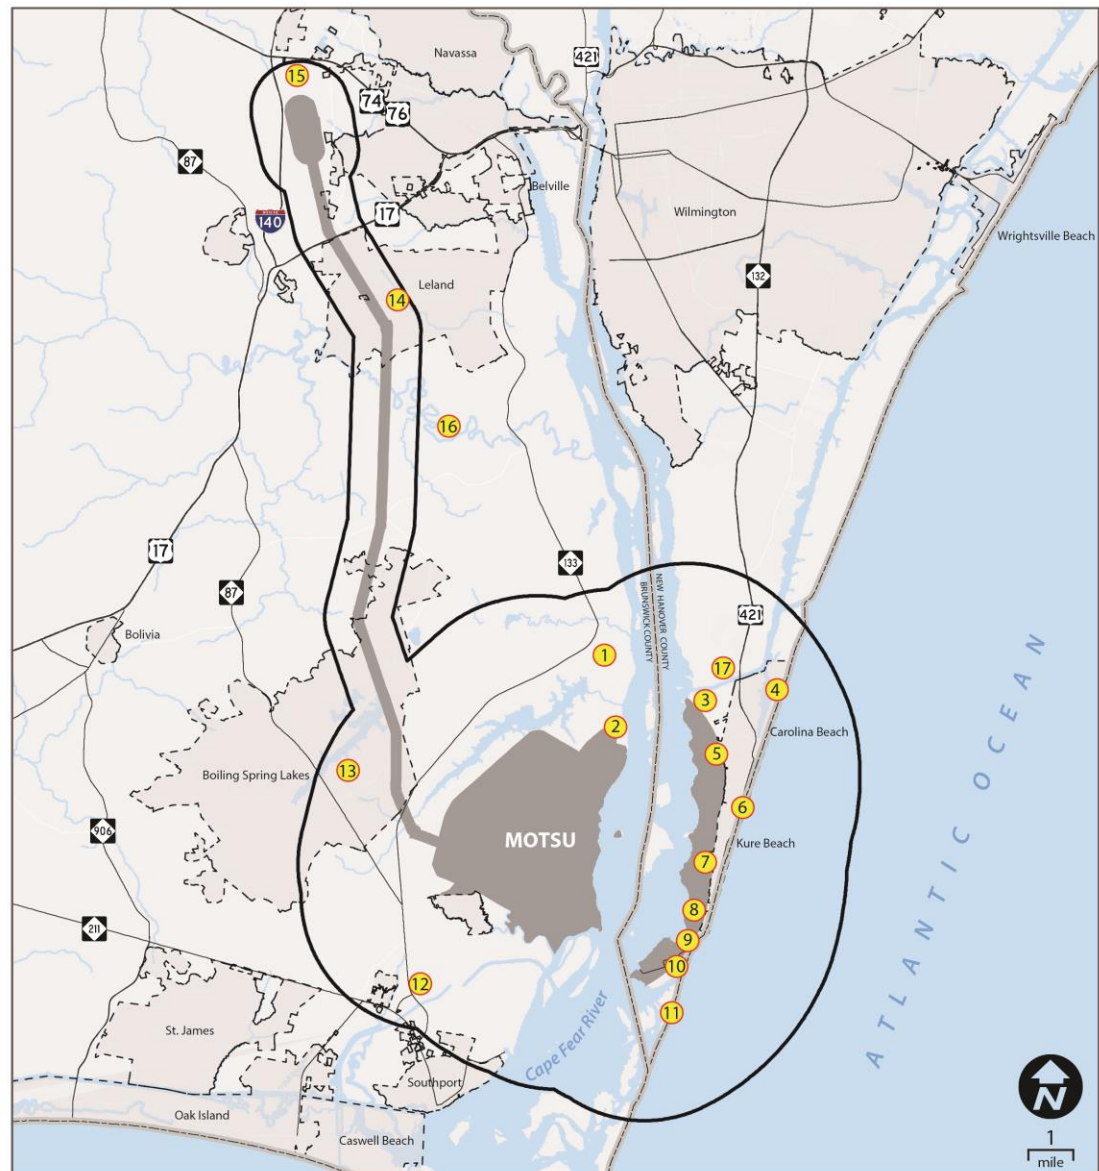 Navassa
421
15
74
76
87
Belville
Wilmington
140
17
Wrightsville Beach
132
14
Leland
16
17
133
87
NEW HANOVER COUNTY
BRUNSWICK COUNTY
421
Bolivia
1
17
3
4
2
Carolina Beach
5
Boiling Spring Lakes
13
6
906
MOTSU
Kure Beach
7
ATLANTIC OCEAN
8
211
9
10
12
11
St. James
Cape Fear River
Southport
Oak Island
Caswell Beach
N
1
mile